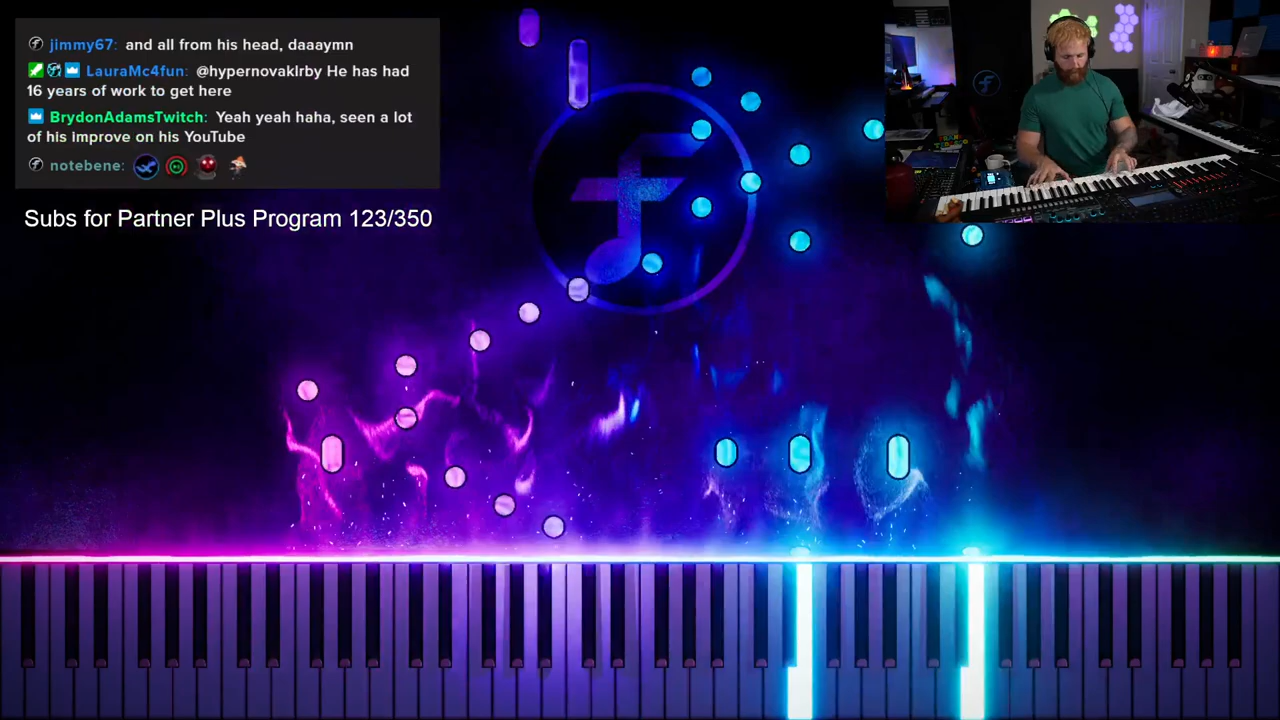 jimmy67: and all from his head, daaaymn
LauraMc4fun: @hypernovaklrby He has had
16 years of work to get here
BrydonAdamsTwitch: Yeah yeah haha, seen a lot
of his improve on his YouTube
notebene:
Subs for Partner Plus Program 123/350